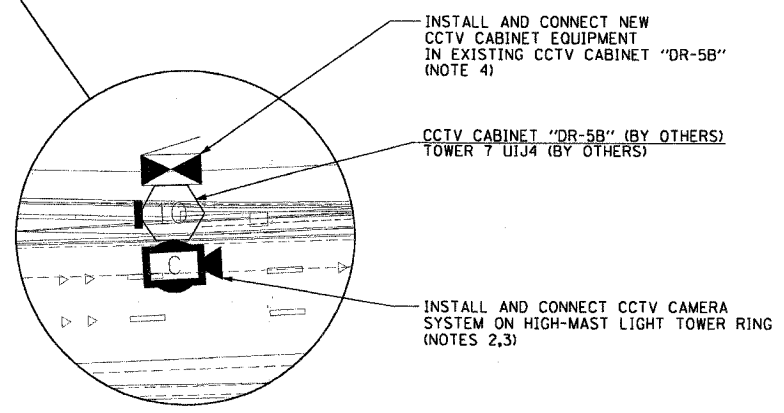 INSTALL AND CONNECT NEW
CCTV CABINET EQUIPMENT
IN EXISTING CCTV CABINET "DR-5B"
(NOTE 4)
CCTV CABINET "DR-5B" (BY OTHERS)
TOWER 7 UIJ4 (BY OTHERS)
10
C
INSTALL AND CONNECT CCTV CAMERA
SYSTEM ON HIGH-MAST LIGHT TOWER RING
(NOTES 2,3)